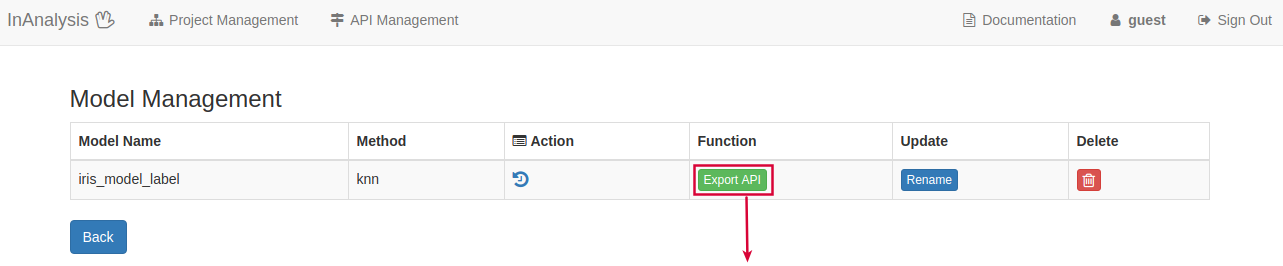 InAnalysis Project Management API Management Documentation guest Sign Out
Model Management
Model Name Method Action Function Update Delete
iris_model_label knn Export API Rename
Back